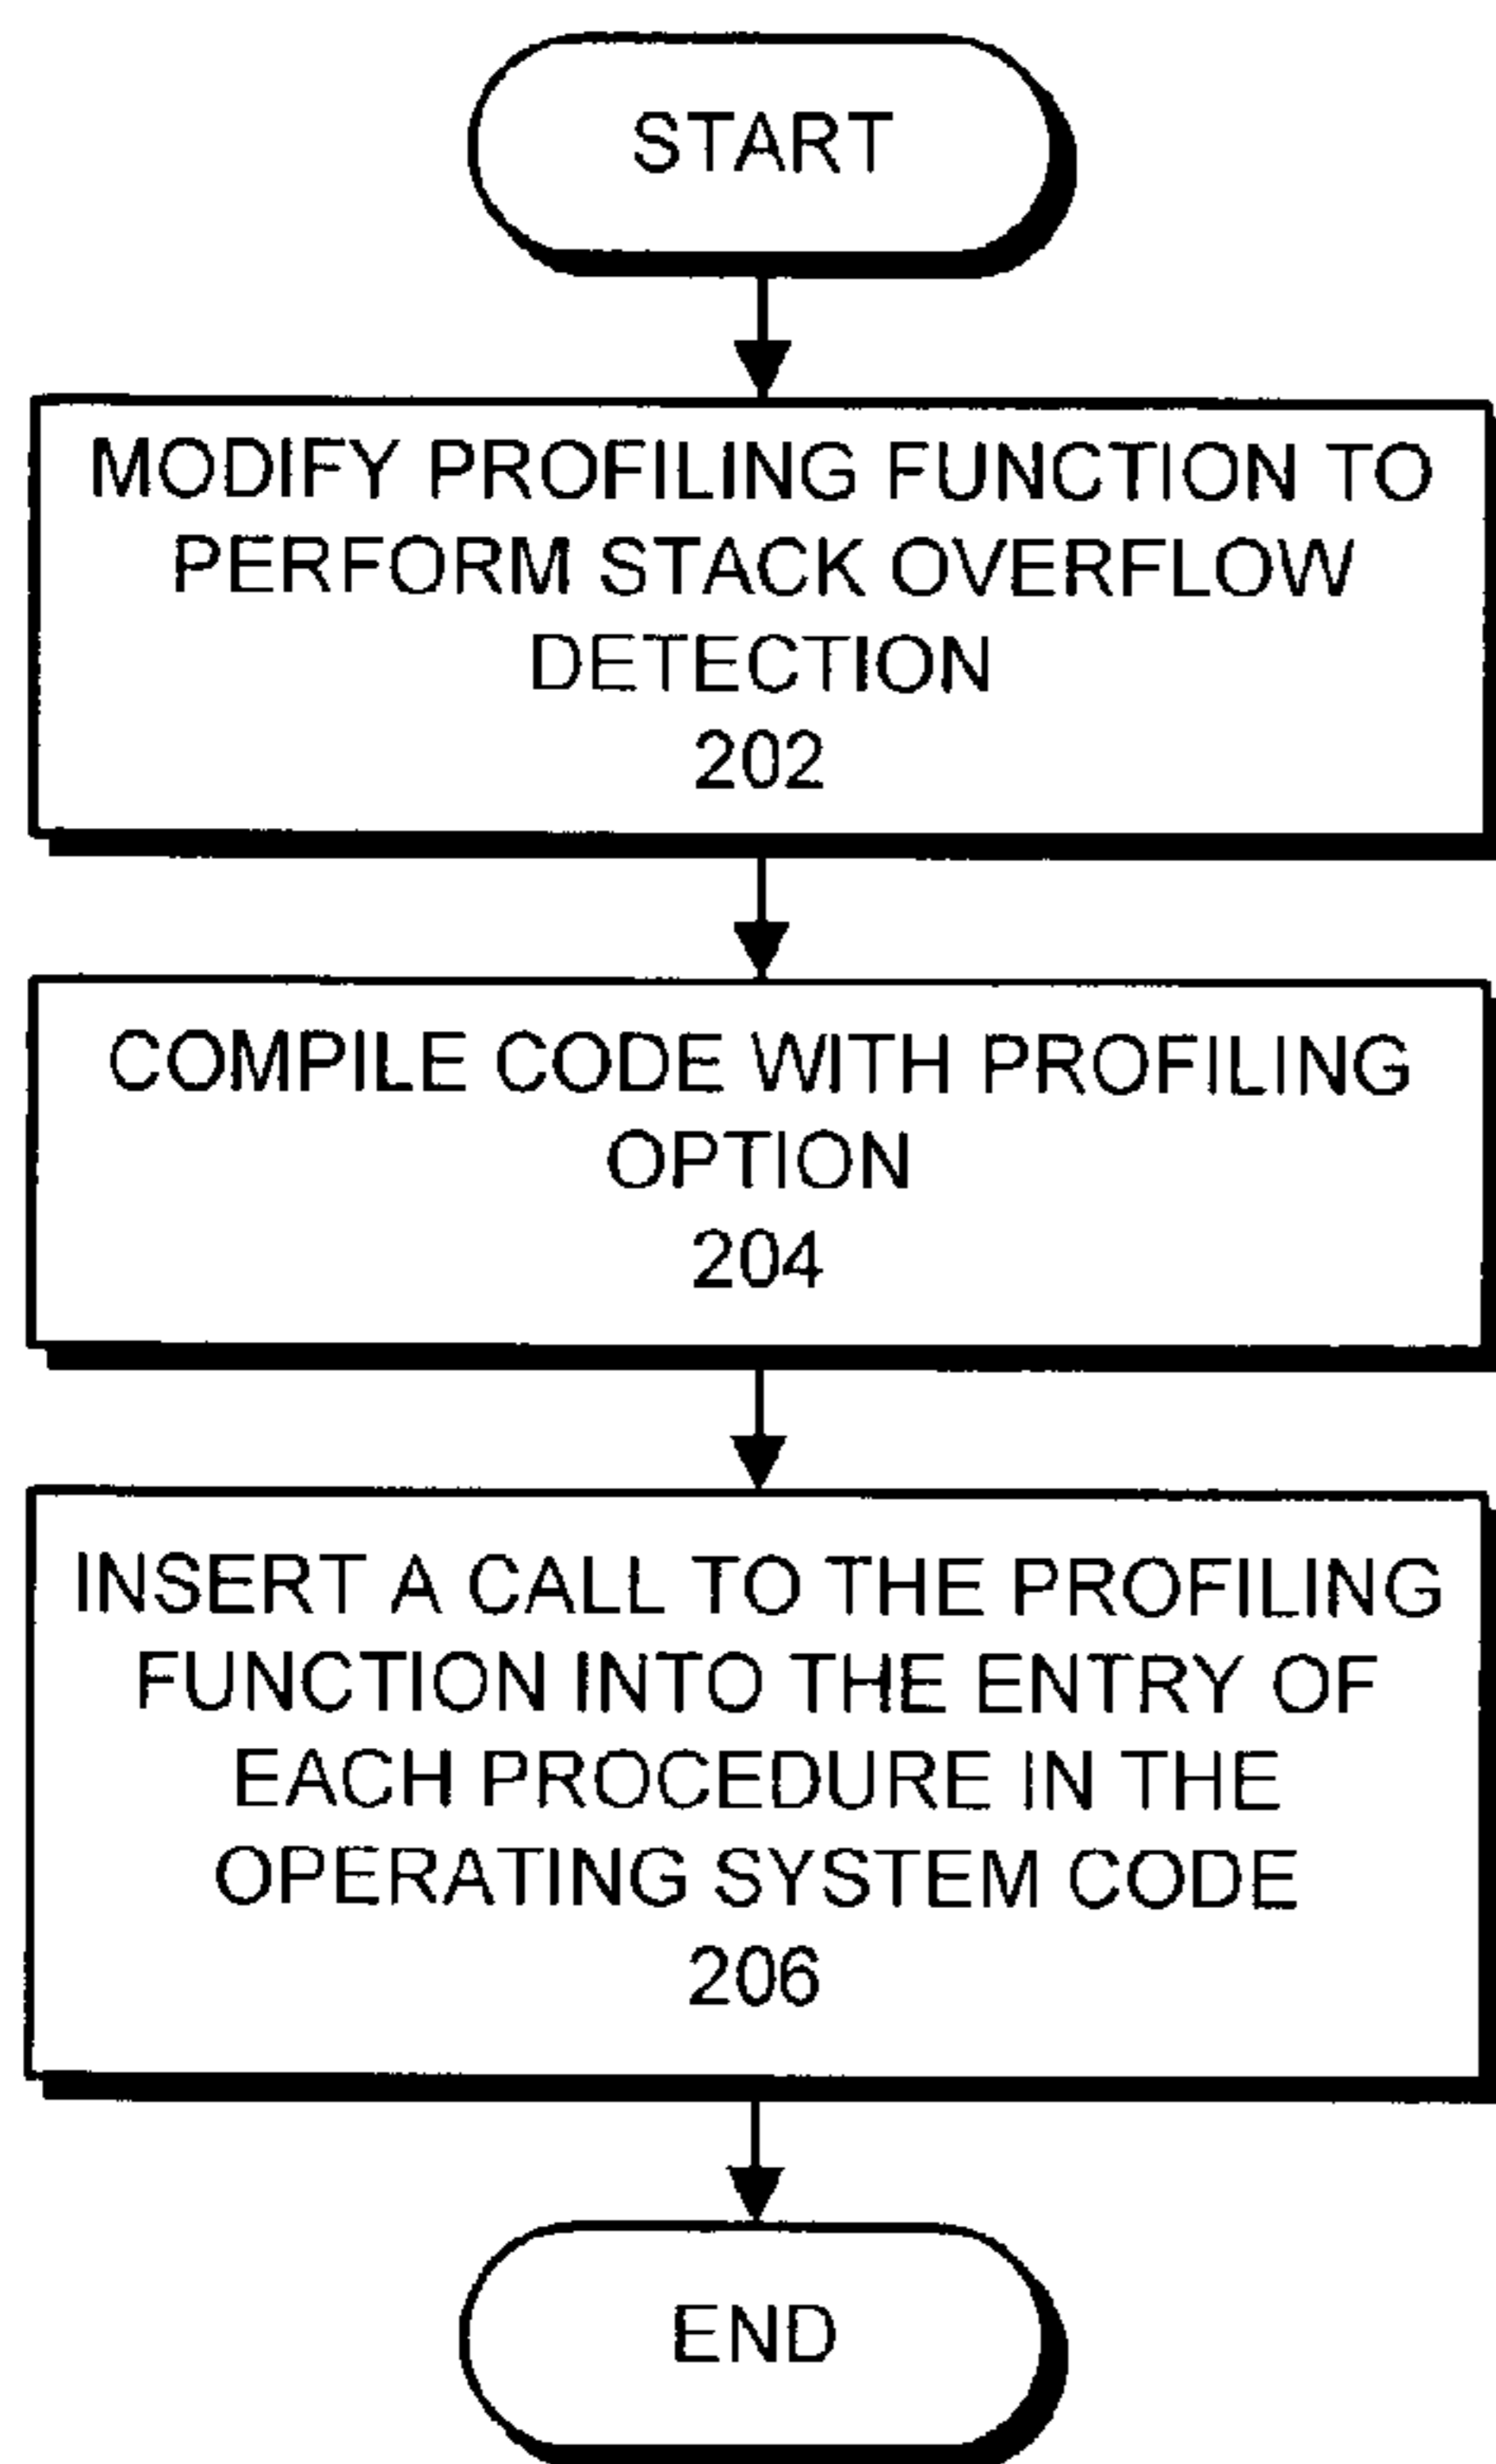 START
MODIFY PROFILING FUNCTION TO
PERFORM STACK OVERFLOW
DETECTION
202
COMPILE CODE WITH PROFILING
OPTION
204
INSERT A CALL TO THE PROFILING
FUNCTION INTO THE ENTRY OF
EACH PROCEDURE IN THE
OPERATING SYSTEM CODE
206
END